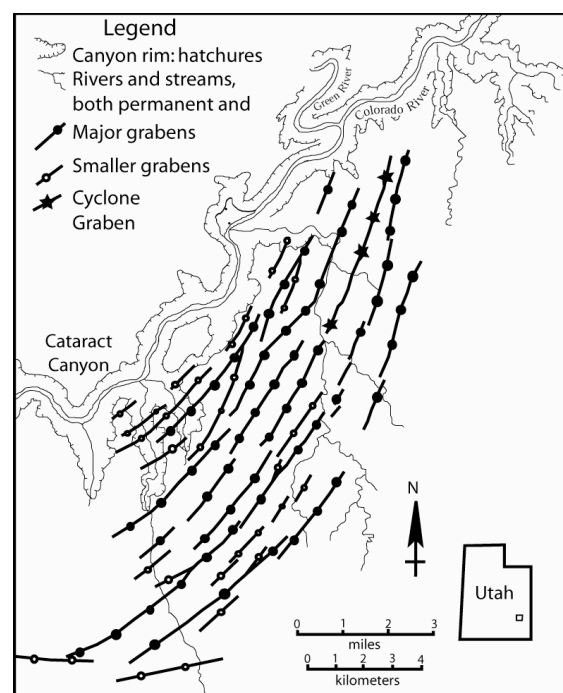 Legend
Canyon rim: hatchures
Rivers and streams,
both permanent and
Major grabens
Smaller grabens
Cyclone
Graben
Green River
Colorado River
Cataract
Canyon
N
Utah
0 1 2 3
miles
0 1 2 3 4
kilometers